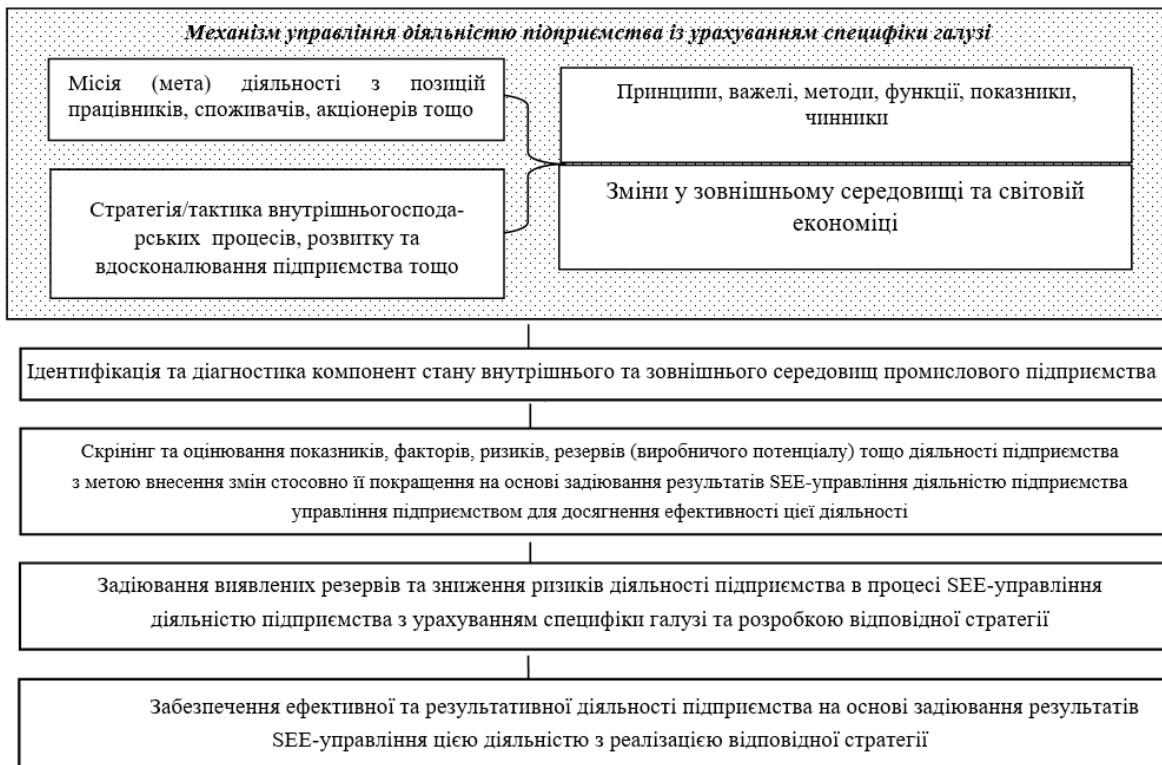 Механізм управління діяльністю підприємства із урахуванням специфіки галузі
Місія (мета) діяльності з позицій
працівників, споживачів, акціонерів тощо
Стратегія/тактика внутрішньогоспода-
рських процесів, розвитку та
вдосконалювання підприємства тощо
Принципи, важелі, методи, функції, показники,
чинники
Зміни у зовнішньому середовищі та світовій
економіці
Ідентифікація та діагностика компонент стану внутрішнього та зовнішнього середовищ промислового підприємства
Скрінінг та оцінювання показників, факторів, ризиків, резервів (виробничого потенціалу) тощо діяльності підприємства
з метою внесення змін стосовно її покращення на основі задіювання результатів SEE-управління діяльністю підприємства
управління підприємством для досягнення ефективності цієї діяльності
Задіювання виявлених резервів та зниження ризиків діяльності підприємства в процесі SEE-управління
діяльністю підприємства з урахуванням специфіки галузі та розробкою відповідної стратегії
Забезпечення ефективної та результативної діяльності підприємства на основі задіювання результатів
SEE-управління цією діяльністю з реалізацією відповідної стратегії